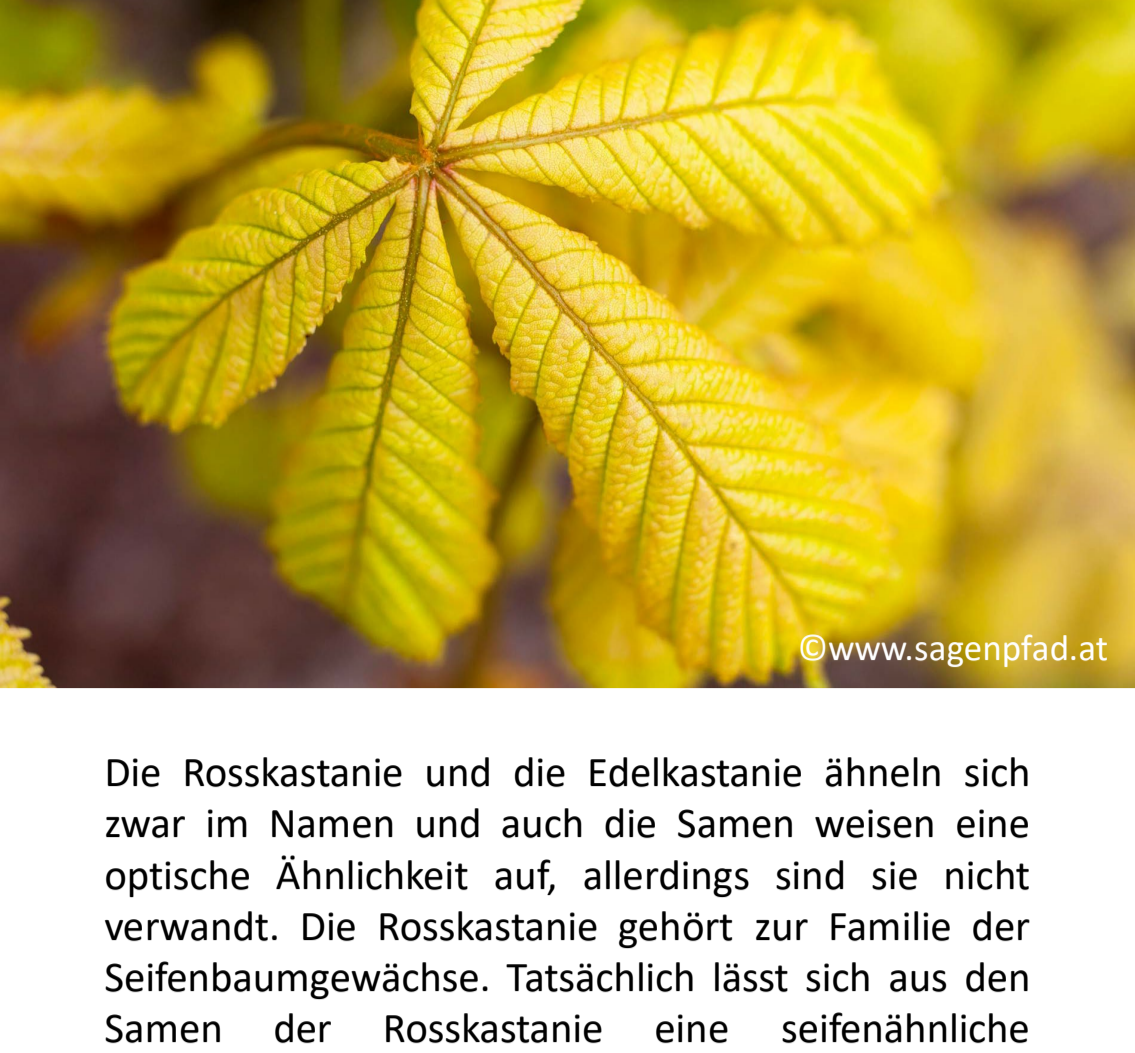 ©www.sagenpfad.at
Die Rosskastanie und die Edelkastanie ähneln sich
zwar im Namen und auch die Samen weisen eine
optische Ähnlichkeit auf, allerdings sind sie nicht
verwandt. Die Rosskastanie gehört zur Familie der
Seifenbaumgewächse. Tatsächlich lässt sich aus den
Samen der Rosskastanie eine seifenähnliche